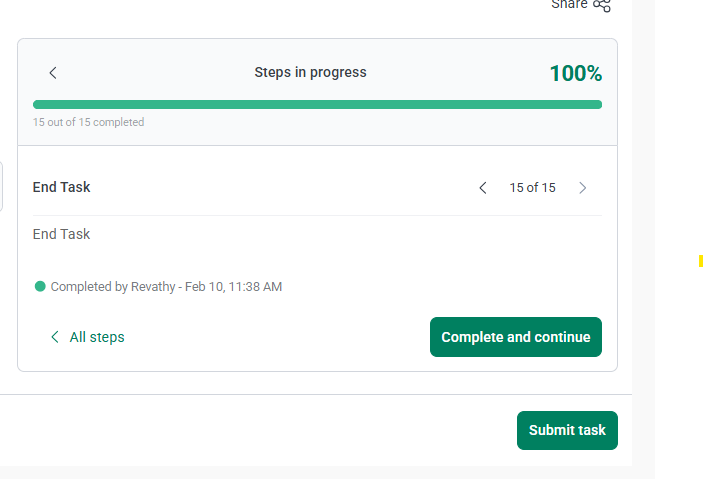 Share
Steps in progress 100%
15 out of 15 completed
End Task 15 of 15
End Task
Completed by Revathy - Feb 10, 11:38 AM
All steps Complete and continue
Submit task